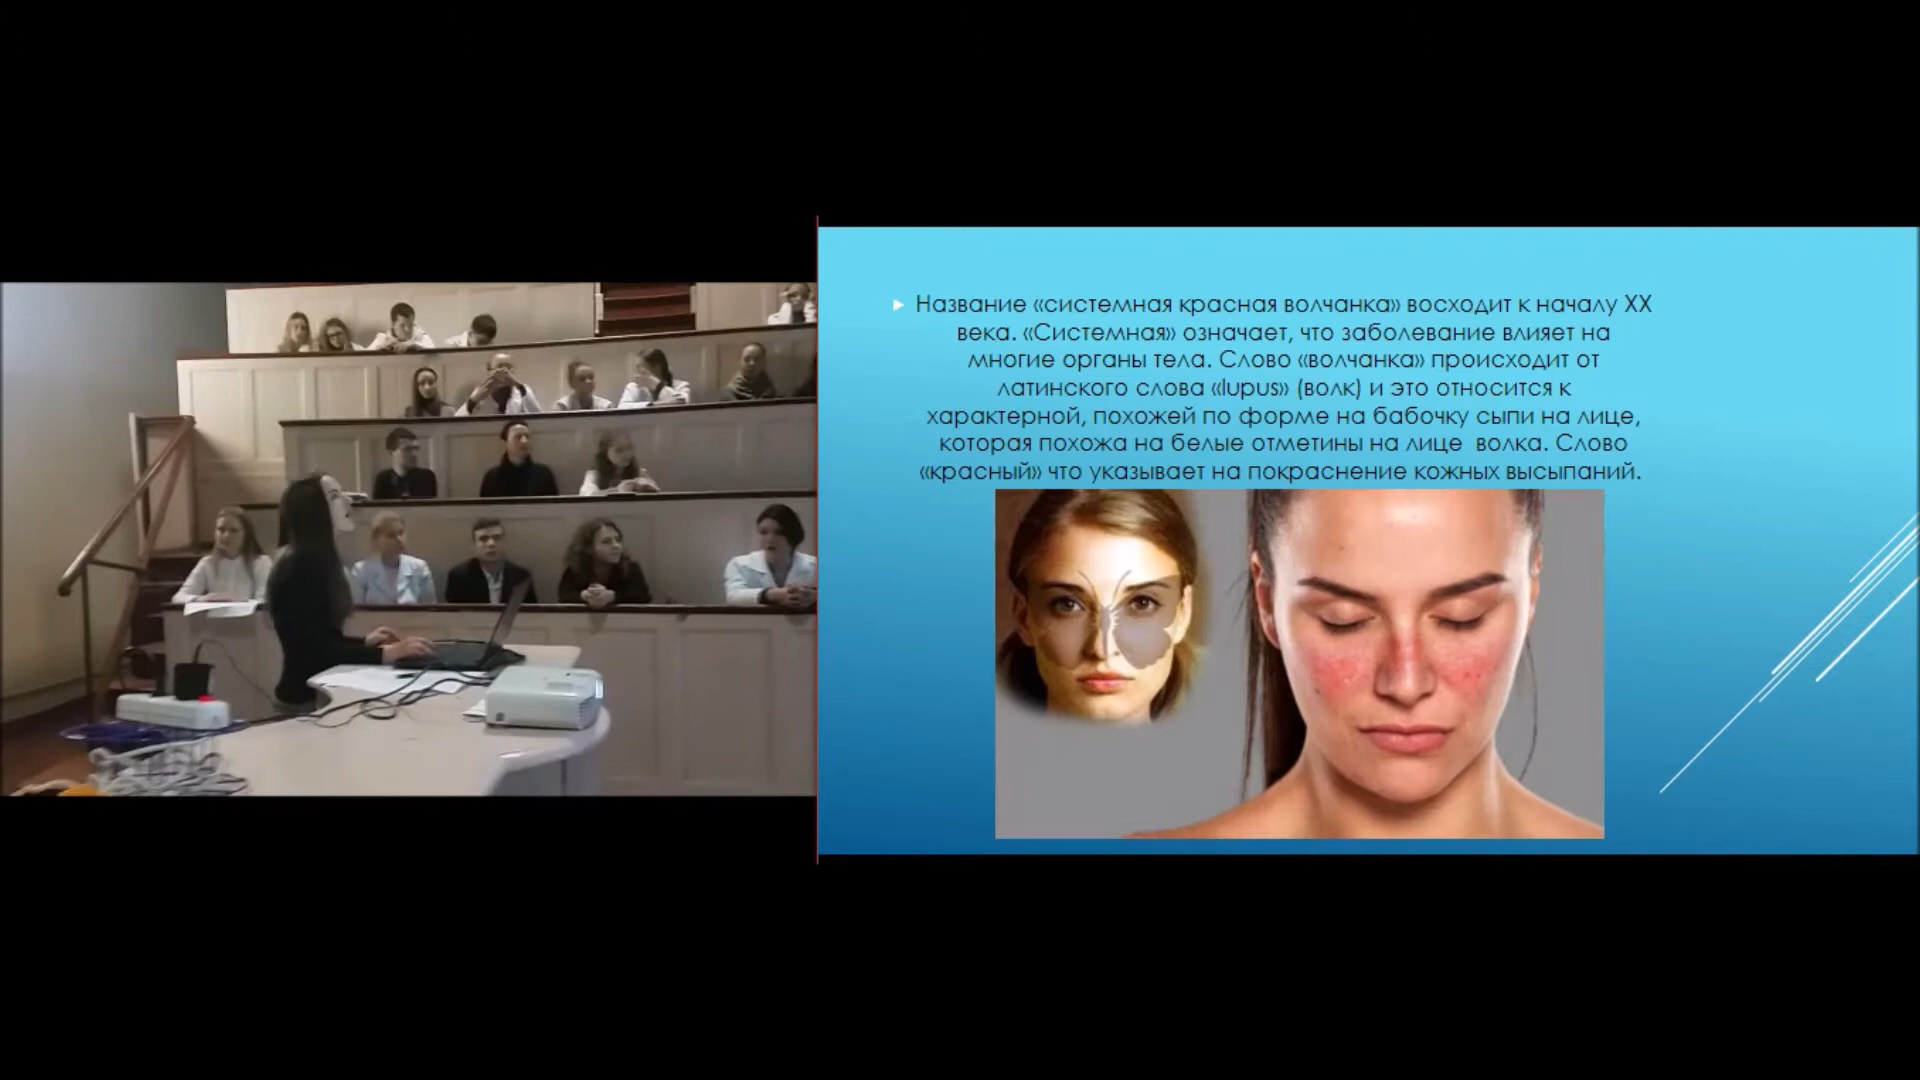 Название «системная красная волчанка» восходит к началу XX
века. «Системная» означает, что заболевание влияет на
многие органы тела. Слово «волчанка» происходит от
латинского слова «lupus» (волк) и это относится к
характерной, похожей по форме на бабочку сыпи на лице,
которая похожа на белые отметины на лице волка. Слово
«красный» что указывает на покраснение кожных высыпаний.